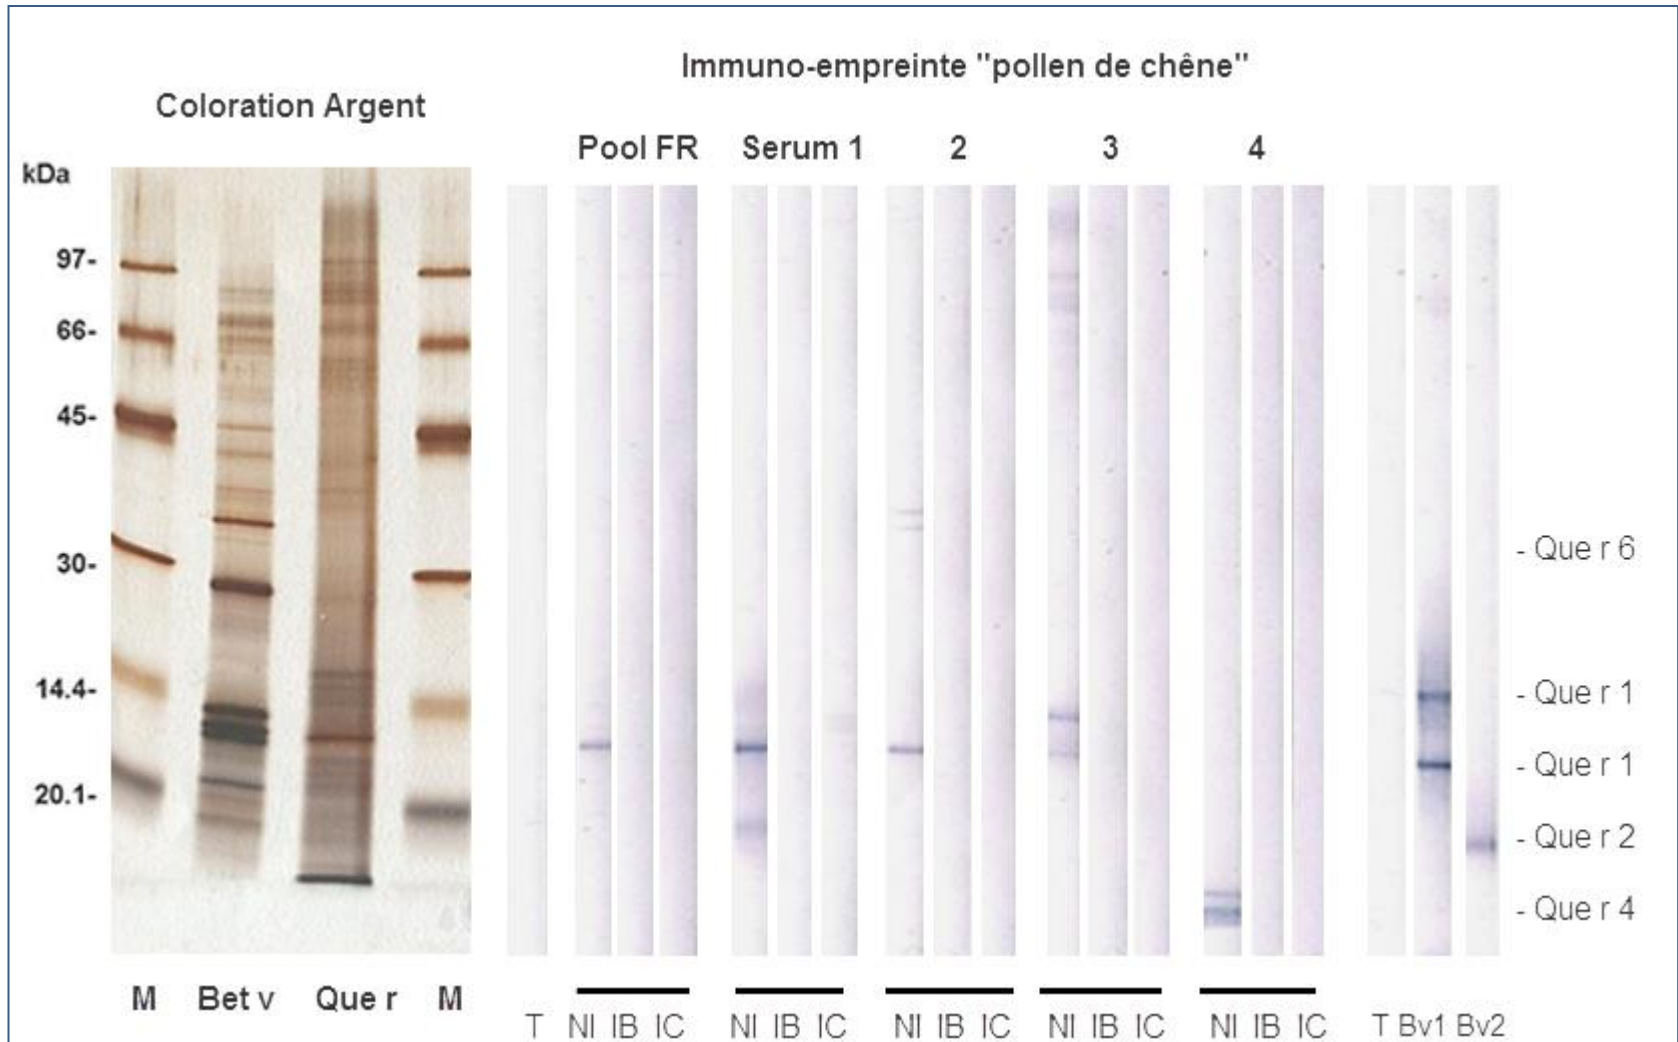 Immuno-empreinte "pollen de chêne"
Coloration Argent
Pool FR Serum 1 2 3 4
kDa
97-
66-
45-
30-
14.4-
20.1-
- Que r 6
- Que r 1
- Que r 1
- Que r 2
- Que r 4
M Bet v Que r M
T NI IB IC NI IB IC NI IB IC NI IB IC NI IB IC T Bv1 Bv2